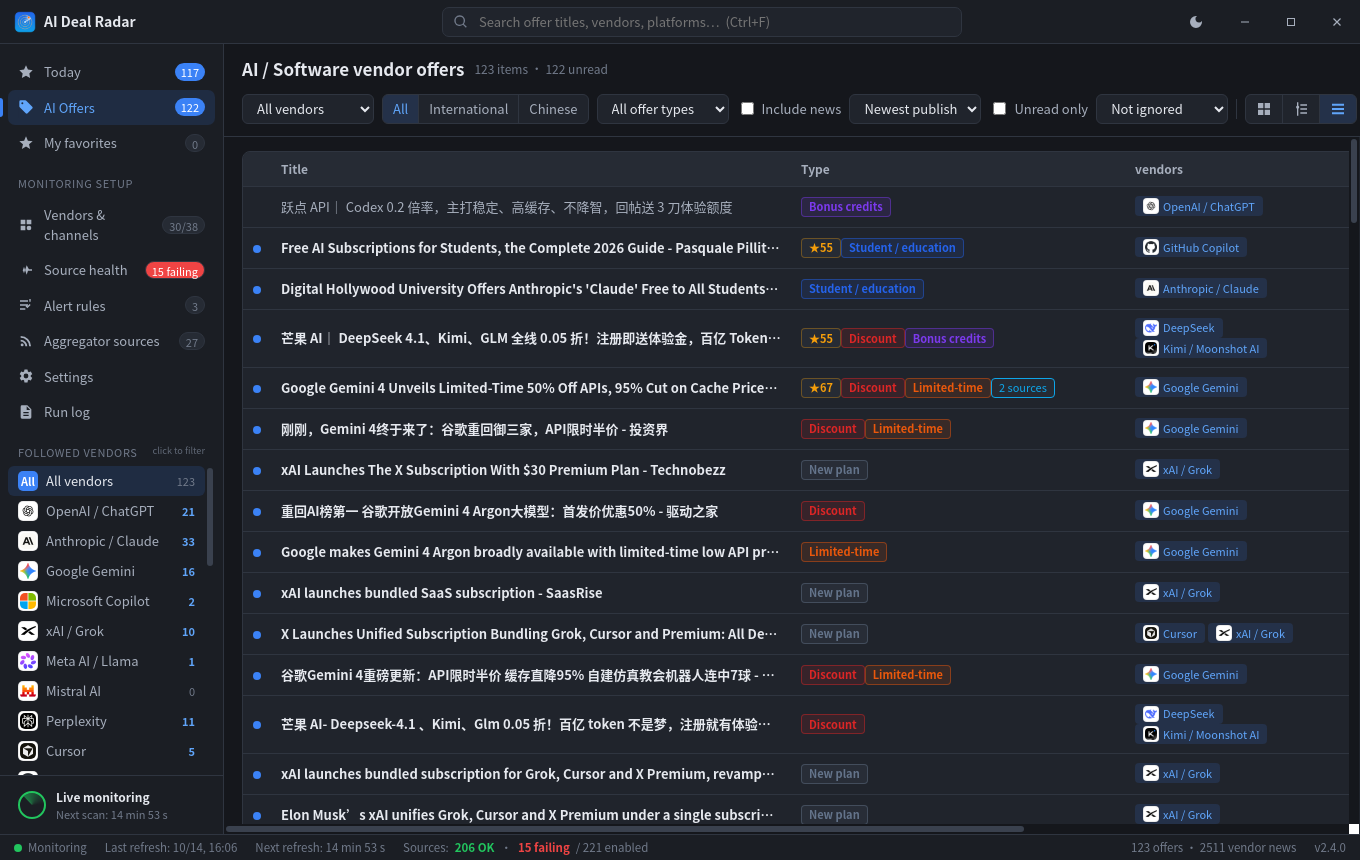 AI Deal Radar
Search offer titles, vendors, platforms… (Ctrl+F)
Today 117
AI Offers 122
My favorites 0
MONITORING SETUP
Vendors & channels 30/38
Source health 15 failing
Alert rules 3
Aggregator sources 27
Settings
Run log
FOLLOWED VENDORS click to filter
All All vendors 123
OpenAI / ChatGPT 21
Anthropic / Claude 33
Google Gemini 16
Microsoft Copilot 2
xAI / Grok 10
Meta AI / Llama 1
Mistral AI 0
Perplexity 11
Cursor 5
Live monitoring
Next scan: 14 min 53 s
AI / Software vendor offers 123 items · 122 unread
All vendors All International Chinese All offer types Include news Newest publish Unread only Not ignored
Title Type vendors
跃点 API｜ Codex 0.2 倍率，主打稳定、高缓存、不降智，回帖送 3 刀体验额度 Bonus credits OpenAI / ChatGPT
Free AI Subscriptions for Students, the Complete 2026 Guide - Pasquale Pillit… ★55 Student / education GitHub Copilot
Digital Hollywood University Offers Anthropic's 'Claude' Free to All Students… Student / education Anthropic / Claude
芒果 AI｜ DeepSeek 4.1、Kimi、GLM 全线 0.05 折！注册即送体验金，百亿 Token… ★55 Discount Bonus credits DeepSeek
Kimi / Moonshot AI
Google Gemini 4 Unveils Limited-Time 50% Off APIs, 95% Cut on Cache Price… ★67 Discount Limited-time 2 sources Google Gemini
刚刚，Gemini 4终于来了：谷歌重回御三家，API限时半价 - 投资界 Discount Limited-time Google Gemini
xAI Launches The X Subscription With $30 Premium Plan - Technobezz New plan xAI / Grok
重回AI榜第一 谷歌开放Gemini 4 Argon大模型：首发价优惠50% - 驱动之家 Discount Google Gemini
Google makes Gemini 4 Argon broadly available with limited-time low API pr… Limited-time Google Gemini
xAI launches bundled SaaS subscription - SaasRise New plan xAI / Grok
X Launches Unified Subscription Bundling Grok, Cursor and Premium: All De… New plan Cursor xAI / Grok
谷歌Gemini 4重磅更新：API限时半价 缓存直降95% 自建仿真教会机器人连中7球 - … Discount Limited-time Google Gemini
芒果 AI- Deepseek-4.1 、Kimi、Glm 0.05 折！百亿 token 不是梦，注册就有体验… Discount DeepSeek
Kimi / Moonshot AI
xAI launches bundled subscription for Grok, Cursor and X Premium, revamp… New plan xAI / Grok
Elon Musk’s xAI unifies Grok, Cursor and X Premium under a single subscri… New plan xAI / Grok
Monitoring Last refresh: 10/14, 16:06 Next refresh: 14 min 53 s Sources: 206 OK · 15 failing / 221 enabled 123 offers · 2511 vendor news v2.4.0